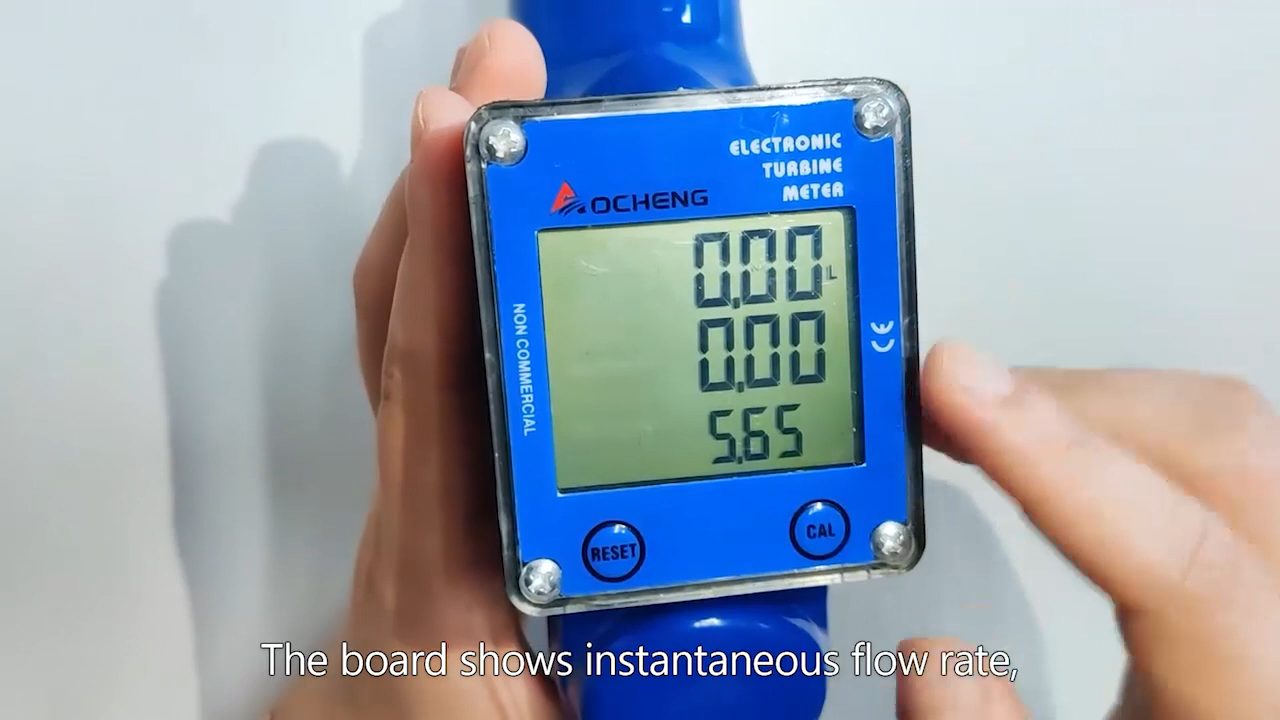 ELECTRONIC
TURBINE
METER
AOCHENG
0.00 L
0.00
5.65
NON COMMERCIAL
CE
RESET
CAL
The board shows instantaneous flow rate,